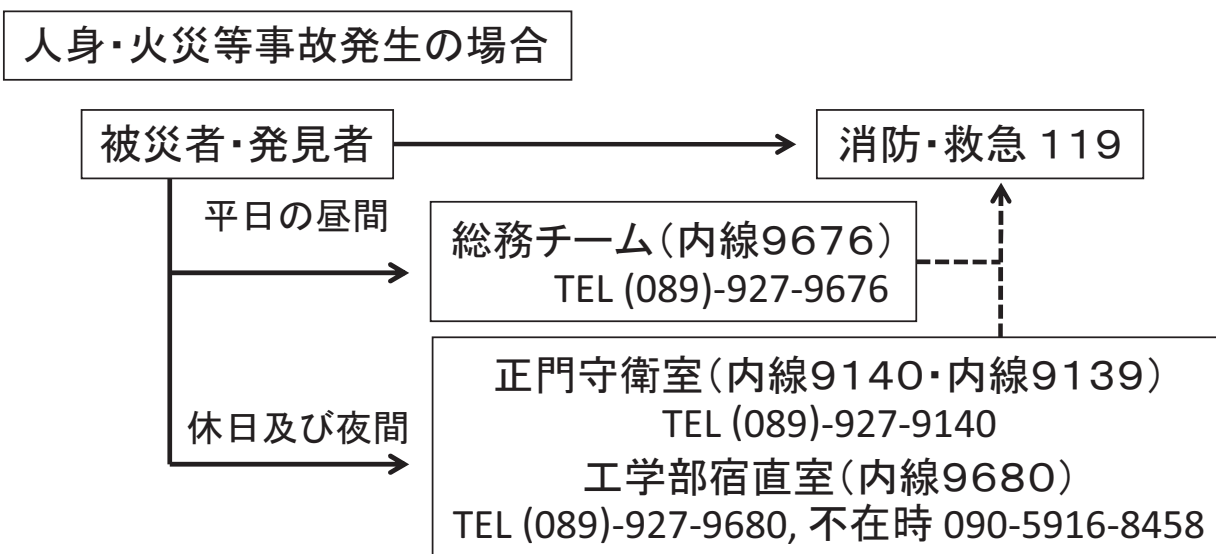 人身・火災等事故発生の場合
被災者・発見者
消防・救急 119
平日の昼間
総務チーム(内線9676)
TEL (089)-927-9676
休日及び夜間
正門守衛室(内線9140・内線9139)
TEL (089)-927-9140
工学部宿直室(内線9680)
TEL (089)-927-9680, 不在時 090-5916-8458